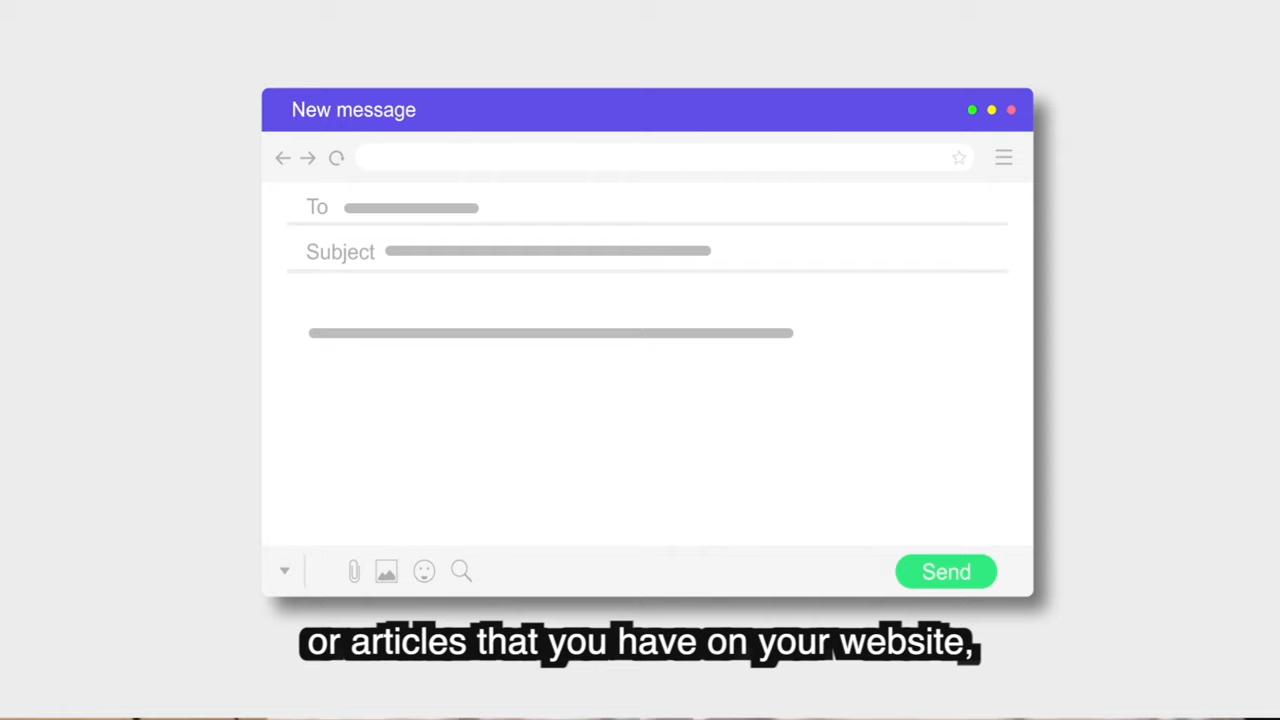 New message
To
Subject
Send
or articles that you have on your website,